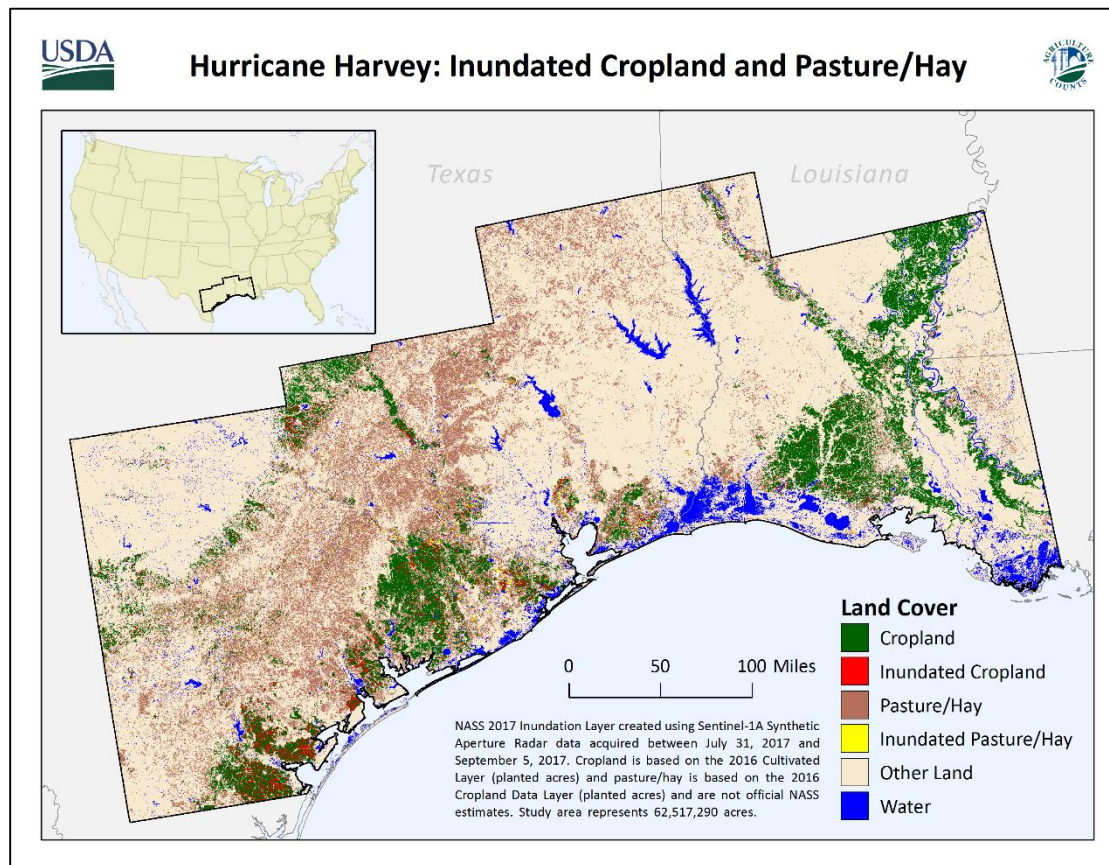 USDA
Hurricane Harvey: Inundated Cropland and Pasture/Hay
AGRICULTURE
COUNTS
Texas
Louisiana
Land Cover
Cropland
Inundated Cropland
Pasture/Hay
Inundated Pasture/Hay
Other Land
Water
0 50 100 Miles
NASS 2017 Inundation Layer created using Sentinel-1A Synthetic
Aperture Radar data acquired between July 31, 2017 and
September 5, 2017. Cropland is based on the 2016 Cultivated
Layer (planted acres) and pasture/hay is based on the 2016
Cropland Data Layer (planted acres) and are not official NASS
estimates. Study area represents 62,517,290 acres.